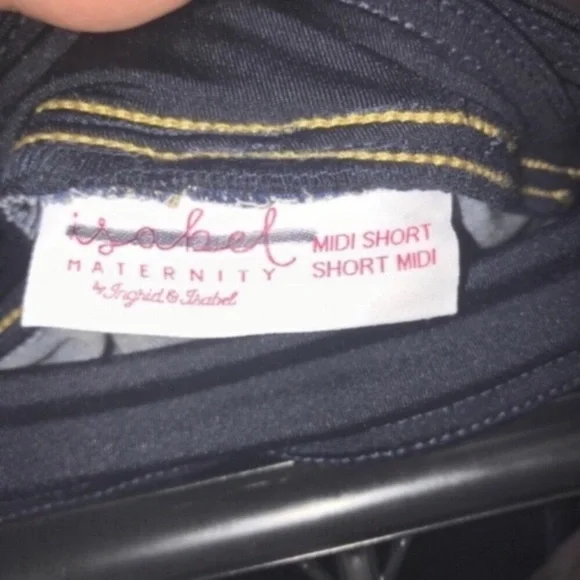 isabel
MATERNITY
by Ingrid & Isabel
MIDI SHORT
SHORT MIDI